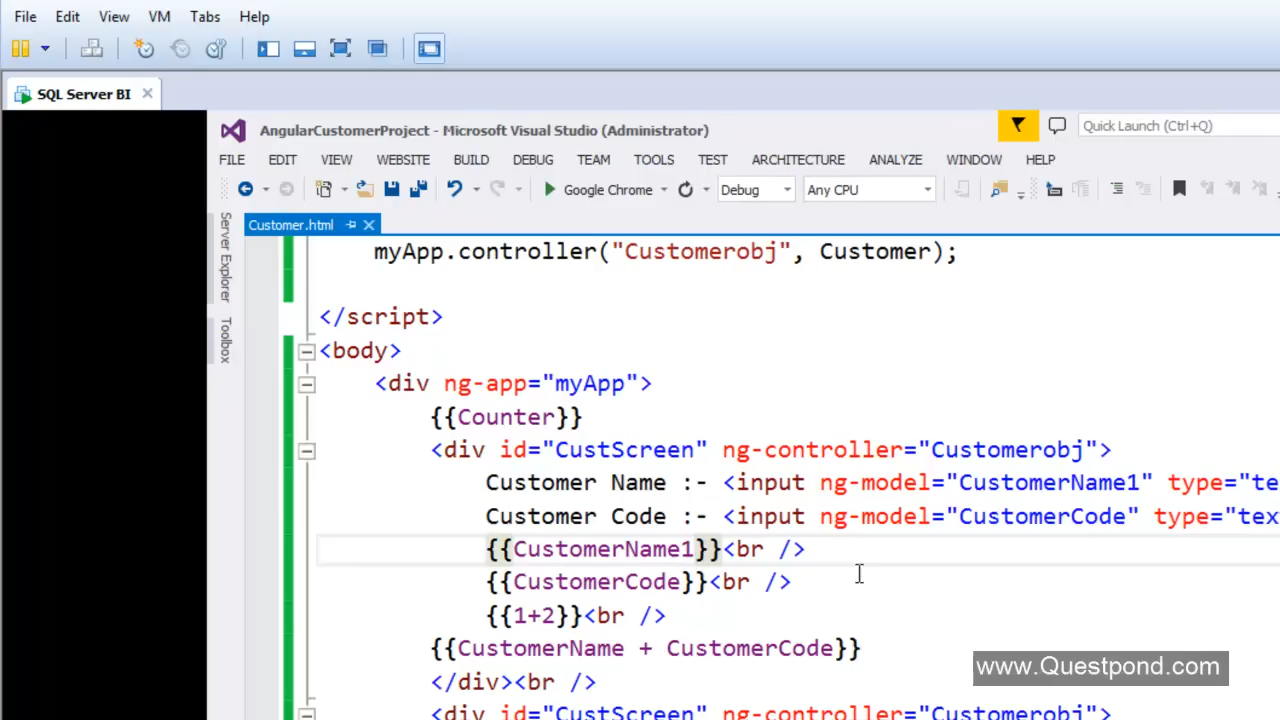 File Edit View VM Tabs Help
SQL Server BI
AngularCustomerProject - Microsoft Visual Studio (Administrator)
Quick Launch (Ctrl+Q)
FILE EDIT VIEW WEBSITE BUILD DEBUG TEAM TOOLS TEST ARCHITECTURE ANALYZE WINDOW HELP
Google Chrome Debug Any CPU
Server Explorer
Toolbox
Customer.html
myApp.controller("Customerobj", Customer);
</script>
<body>
<div ng-app="myApp">
{{Counter}}
<div id="CustScreen" ng-controller="Customerobj">
Customer Name :- <input ng-model="CustomerName1" type="te
Customer Code :- <input ng-model="CustomerCode" type="tex
{{CustomerName1}}<br />
{{CustomerCode}}<br />
{{1+2}}<br />
{{CustomerName + CustomerCode}}
</div><br />
<div id="CustScreen" ng-controller="Customerobj">
www.Questpond.com